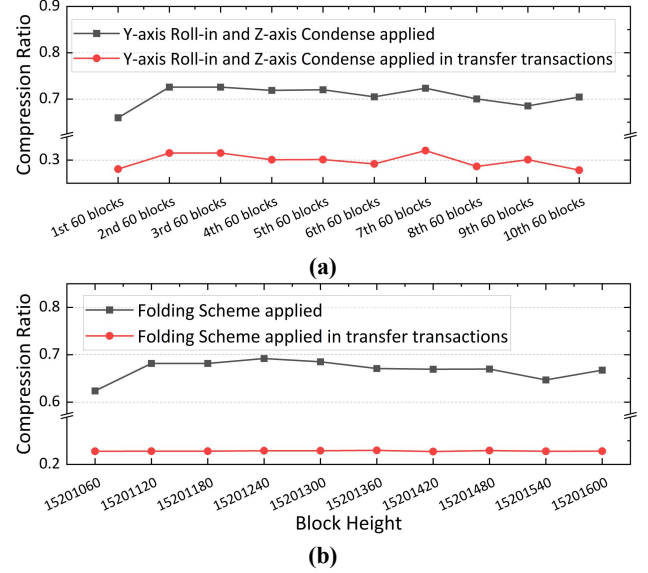 0.9
Y-axis Roll-in and Z-axis Condense applied
0.8
Y-axis Roll-in and Z-axis Condense applied in transfer transactions
0.7
0.3
Compression Ratio
1st 60 blocks
2nd 60 blocks
3rd 60 blocks
4th 60 blocks
5th 60 blocks
6th 60 blocks
7th 60 blocks
8th 60 blocks
9th 60 blocks
10th 60 blocks
(a)
0.8
Folding Scheme applied
Folding Scheme applied in transfer transactions
0.7
0.6
0.2
Compression Ratio
15201060
15201120
15201180
15201240
15201300
15201360
15201420
15201480
15201540
15201600
Block Height
(b)